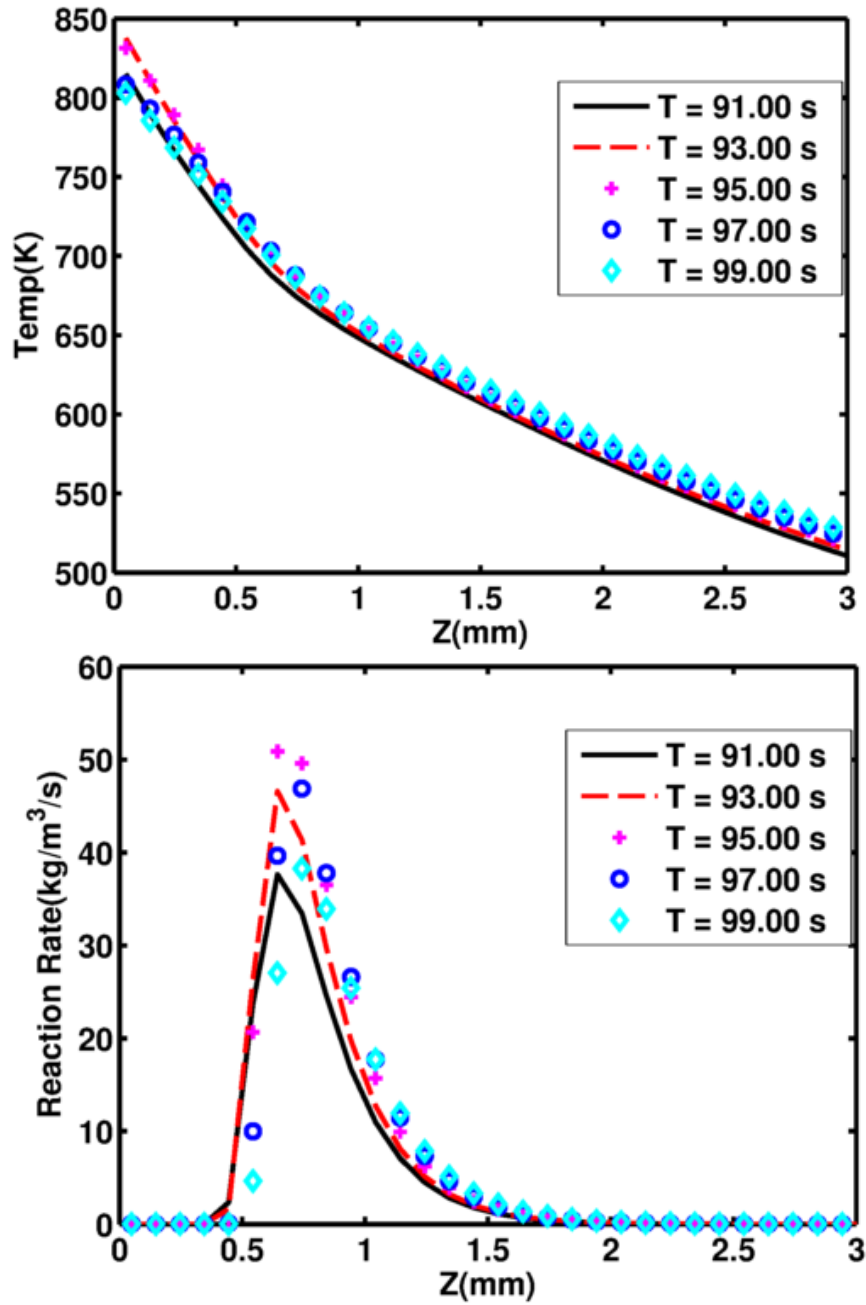 850
800
750
700
650
600
550
500
Temp(K)
T = 91.00 s
T = 93.00 s
T = 95.00 s
T = 97.00 s
T = 99.00 s
0
0.5
1
1.5
2
2.5
3
Z(mm)
60
50
40
30
20
10
0
Reaction Rate(kg/m³/s)
T = 91.00 s
T = 93.00 s
T = 95.00 s
T = 97.00 s
T = 99.00 s
0
0.5
1
1.5
2
2.5
3
Z(mm)